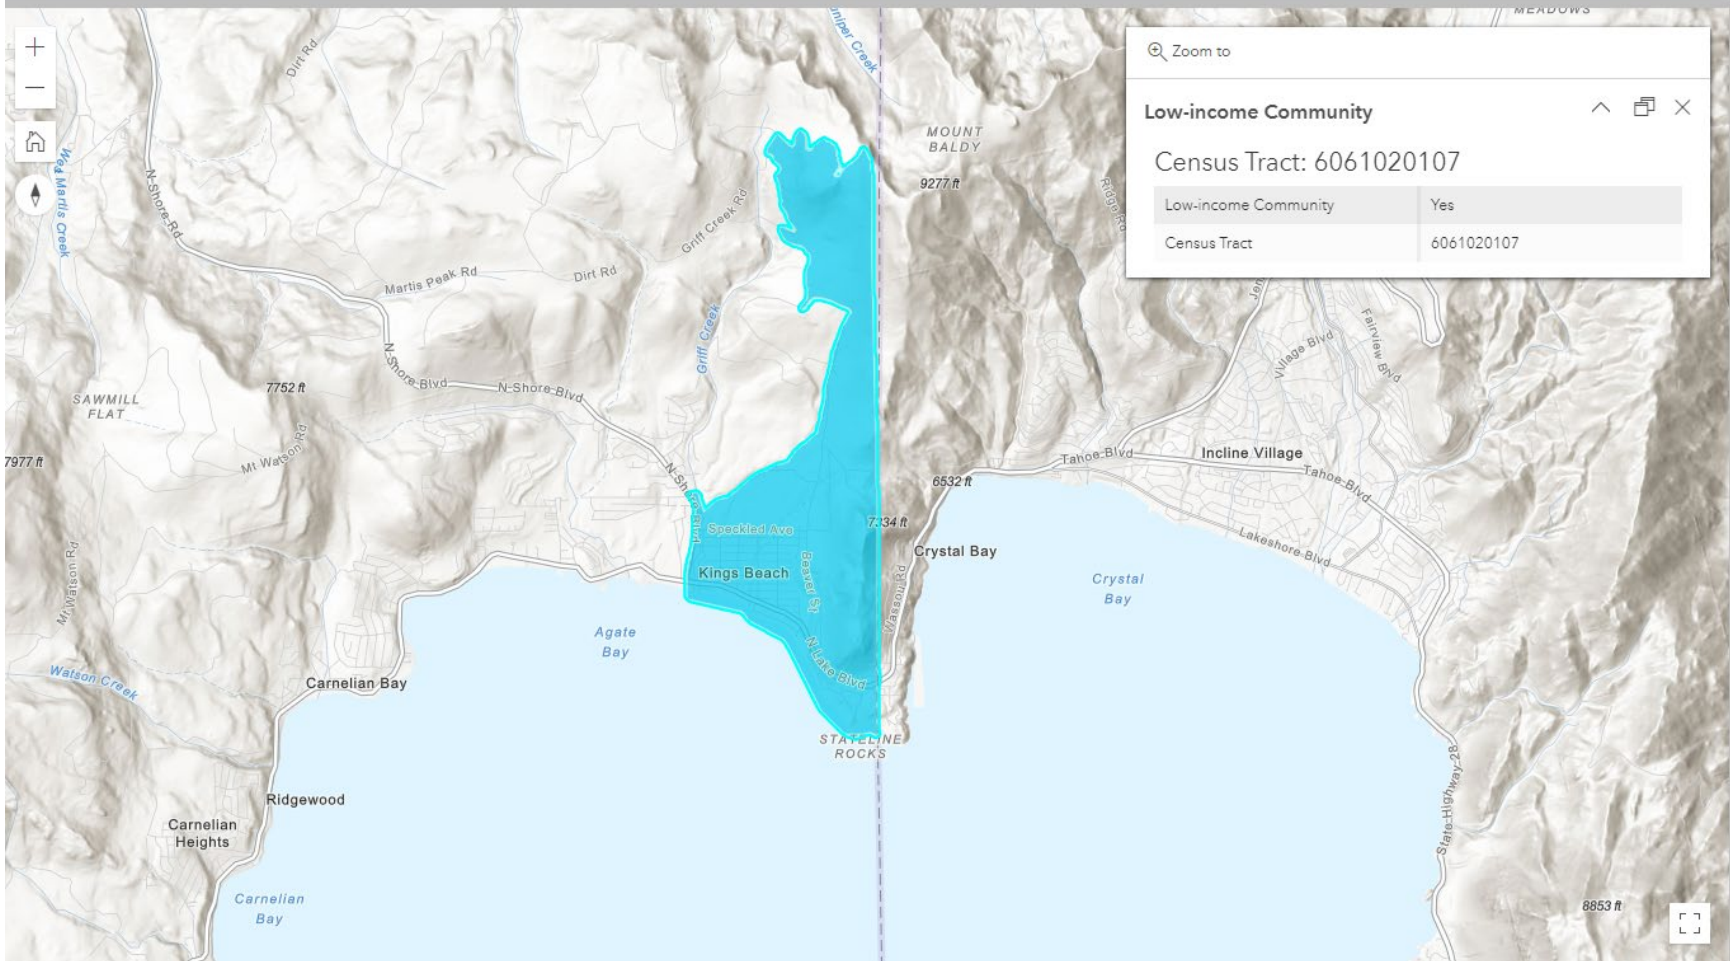 MEADOWS
Juniper Creek
Zoom to
Low-income Community
Census Tract: 6061020107
Low-income Community Yes
Census Tract 6061020107
Dirt Rd
MOUNT
BALDY
9277 ft
Martis Creek
N-Shore-Rd
Griff Creek Rd
Ridge Rd
Martis Peak Rd
Dirt Rd
Griff Creek
N-Shore Blvd
N-Shore-Blvd
7752 ft
SAWMILL
FLAT
Village Blvd
Fairview Blvd
Mt Watson Rd
7977 ft
Tahoe-Blvd
Incline Village
Tahoe-Blvd
6532 ft
7334 ft
Speckled Ave
Kings Beach
Beaver St
Crystal Bay
Lakeshore-Blvd
Crystal
Bay
Mt Watson Rd
Wassou Rd
Agate
Bay
N-Lake-Blvd
Watson Creek
Carnelian Bay
STATELINE
ROCKS
State-Highway-28
Ridgewood
Carnelian
Heights
Carnelian
Bay
8853 ft